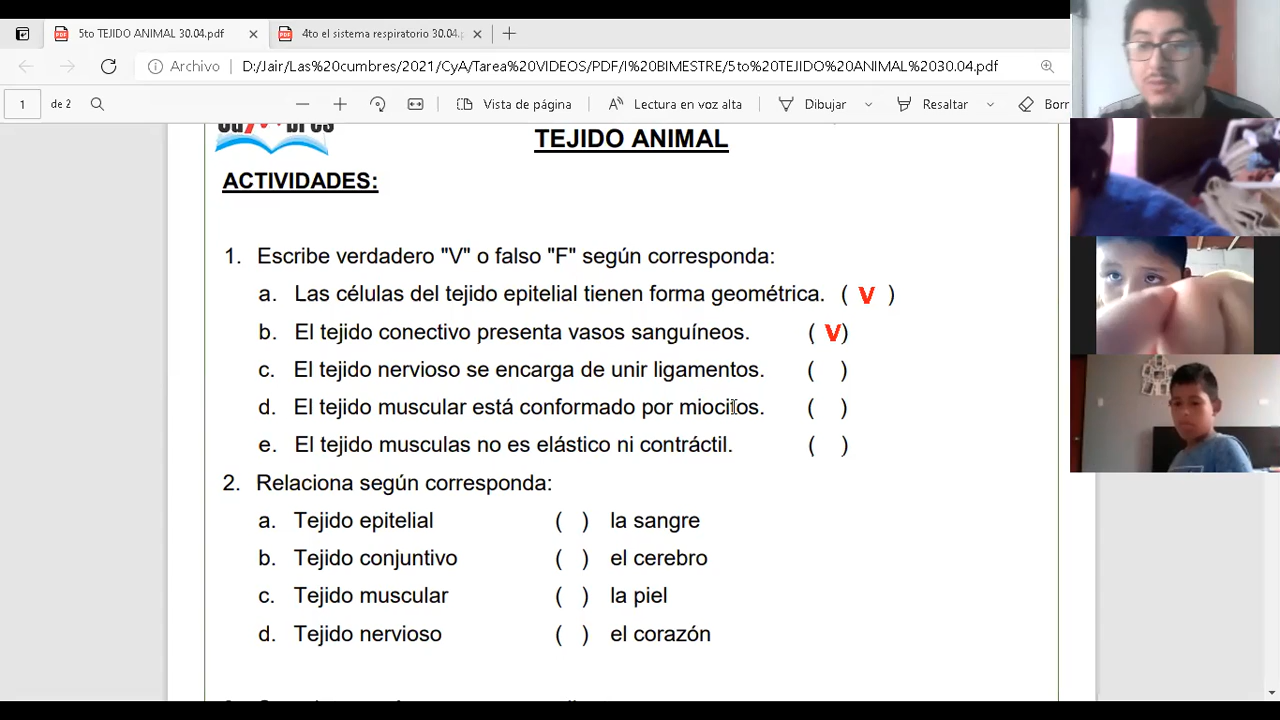 5to TEJIDO ANIMAL 30.04.pdf
4to el sistema respiratorio 30.04.
Archivo D:/Jair/Las%20cumbres/2021/CyA/Tarea%20VIDEOS/PDF/I%20BIMESTRE/5to%20TEJIDO%20ANIMAL%2030.04.pdf
1 de 2 Vista de página Lectura en voz alta Dibujar Resaltar Borr
TEJIDO ANIMAL
ACTIVIDADES:
1. Escribe verdadero "V" o falso "F" según corresponda:
a. Las células del tejido epitelial tienen forma geométrica. ( V )
b. El tejido conectivo presenta vasos sanguíneos. ( V)
c. El tejido nervioso se encarga de unir ligamentos. ( )
d. El tejido muscular está conformado por miocitos. ( )
e. El tejido musculas no es elástico ni contráctil. ( )
2. Relaciona según corresponda:
a. Tejido epitelial ( ) la sangre
b. Tejido conjuntivo ( ) el cerebro
c. Tejido muscular ( ) la piel
d. Tejido nervioso ( ) el corazón